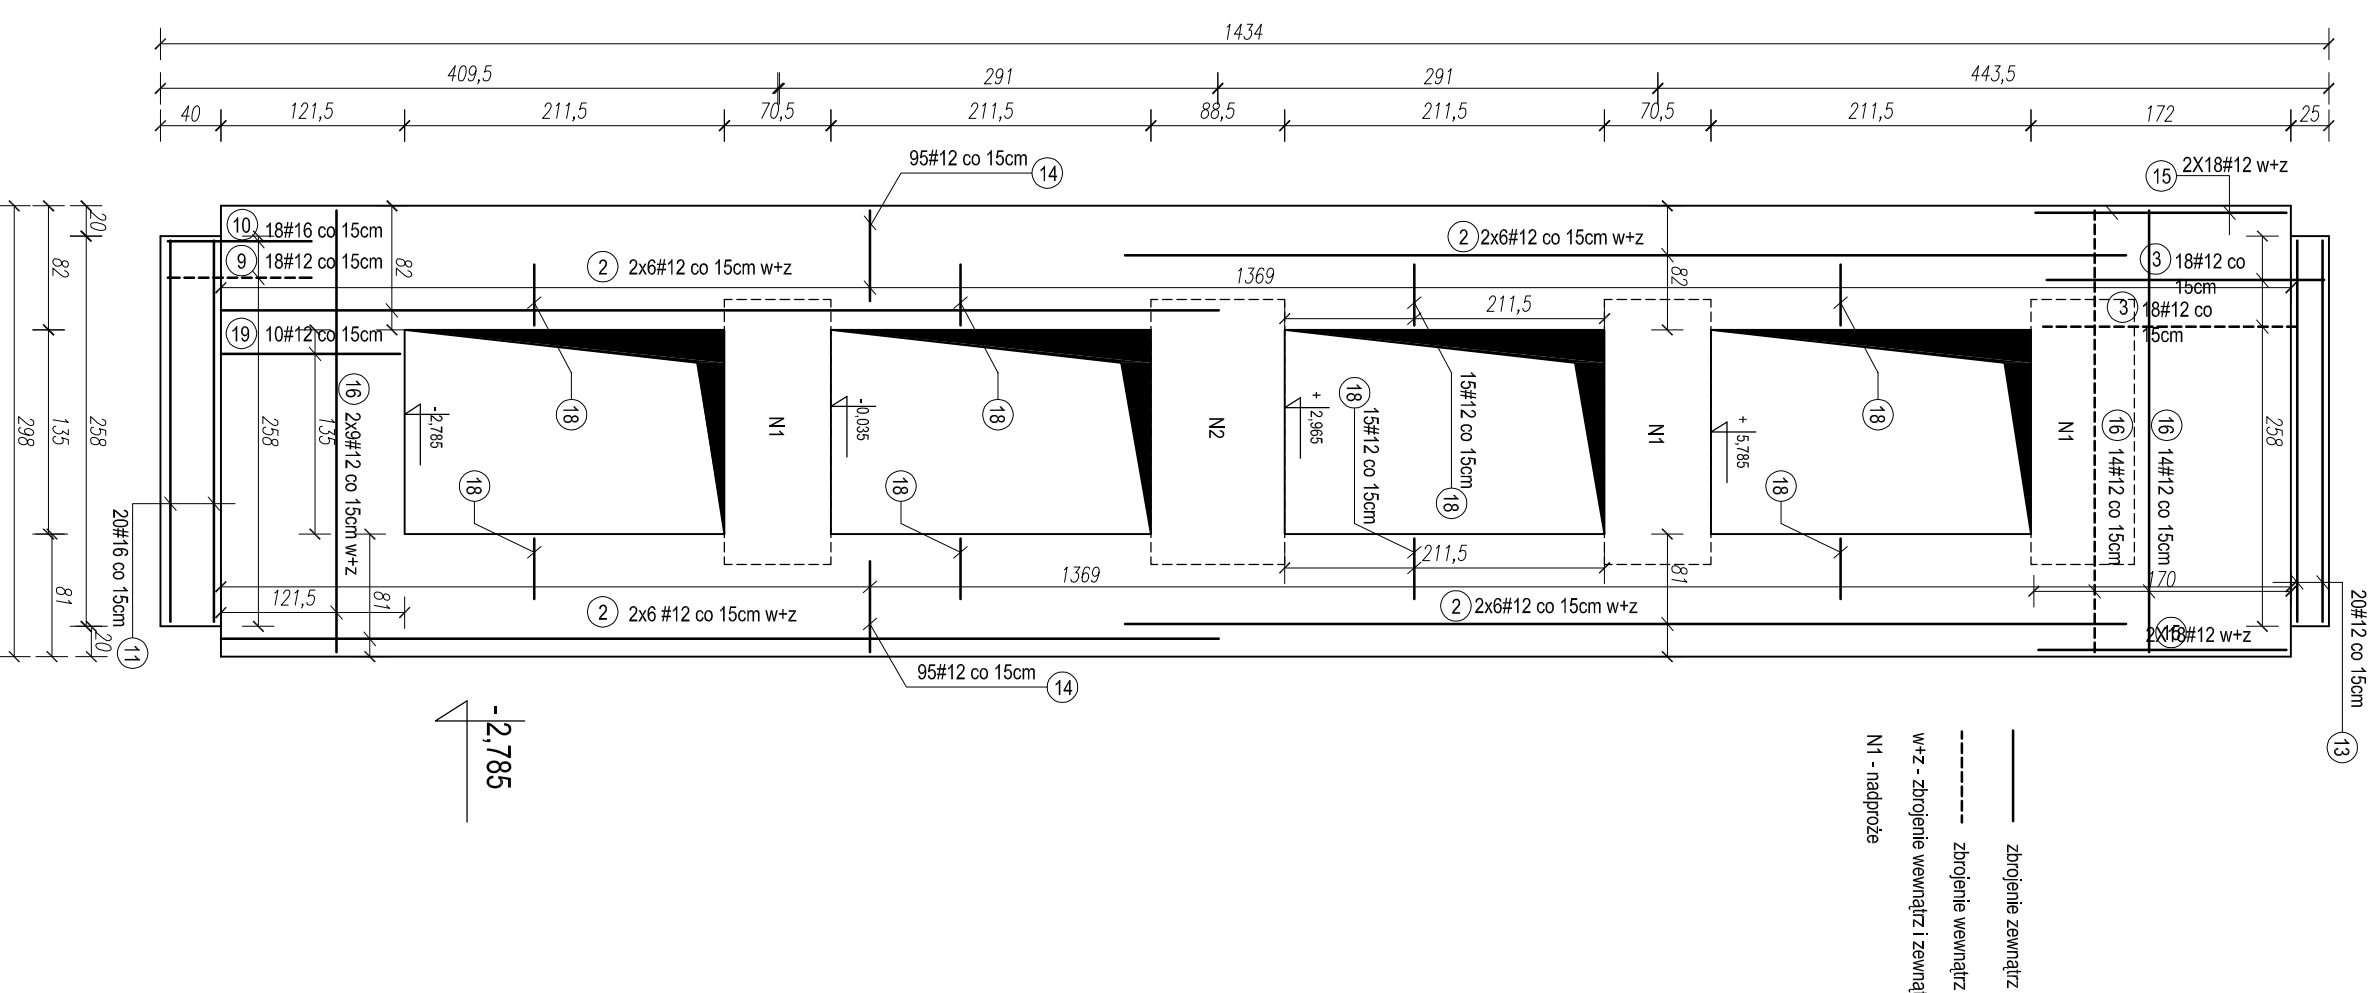 1434
409,5 291 291 443,5
40 121,5 211,5 70,5 211,5 88,5 211,5 70,5 211,5 172 25
95#12 co 15cm 14
15 2X18#12 w+z
10 18#16 co 15cm
9 18#12 co 15cm
2 2x6#12 co 15cm w+z
2 2x6#12 co 15cm w+z
3 18#12 co
15cm
3 18#12 co
15cm
1369
82
82
211,5
19 10#12 co 15cm
16 2x9#12 co 15cm w+z
18
18
18
15#12 co 15cm 18
18 15#12 co 15cm
18
18
18
-2,785
-0,035
+ 2,965
+ 5,785
N1
N2
N1
N1
16 14#12 co 15cm
16 14#12 co 15cm
258
20
82
258
135
298
81
20
258
135
81
121,5
1369
211,5
81
170
2 2x6 #12 co 15cm w+z
2 2x6#12 co 15cm w+z
2X18#12 w+z
15
20#16 co 15cm 11
20#12 co 15cm 13
95#12 co 15cm 14
-2,785
zbrojenie zewnątrz
zbrojenie wewnątrz
w+z - zbrojenie wewnątrz i zewnąt
N1 - nadproże